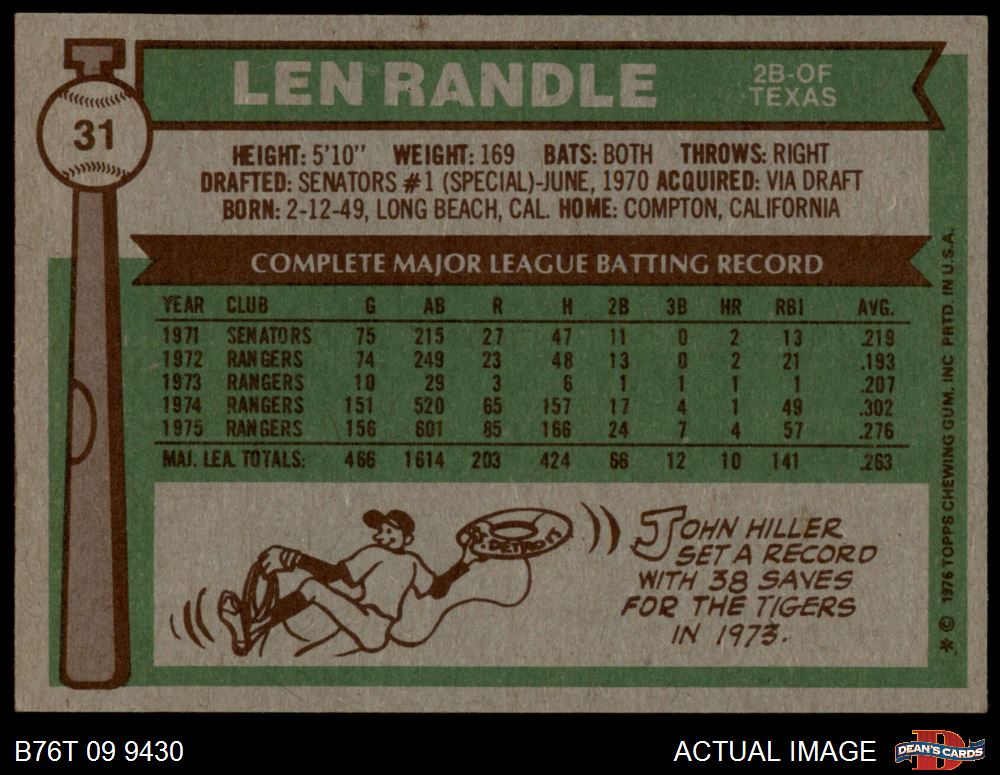 31
LEN RANDLE
2B-OF
TEXAS
HEIGHT: 5'10" WEIGHT: 169 BATS: BOTH THROWS: RIGHT
DRAFTED: SENATORS #1 (SPECIAL)-JUNE, 1970 ACQUIRED: VIA DRAFT
BORN: 2-12-49, LONG BEACH, CAL. HOME: COMPTON, CALIFORNIA
COMPLETE MAJOR LEAGUE BATTING RECORD
YEAR CLUB G AB R H 2B 3B HR RBI AVG.
1971 SENATORS 75 215 27 47 11 0 2 13 .219
1972 RANGERS 74 249 23 48 13 0 2 21 .193
1973 RANGERS 10 29 3 6 1 1 1 1 .207
1974 RANGERS 151 520 65 157 17 4 1 49 .302
1975 RANGERS 156 601 85 166 24 7 4 57 .276
MAJ. LEA. TOTALS: 466 1614 203 424 66 12 10 141 .263
DETROIT
JOHN HILLER
SET A RECORD
WITH 38 SAVES
FOR THE TIGERS
IN 1973.
* © 1976 TOPPS CHEWING GUM, INC PRTD. IN U.S.A.
B76T 09 9430
ACTUAL IMAGE
D
DEAN'S CARDS